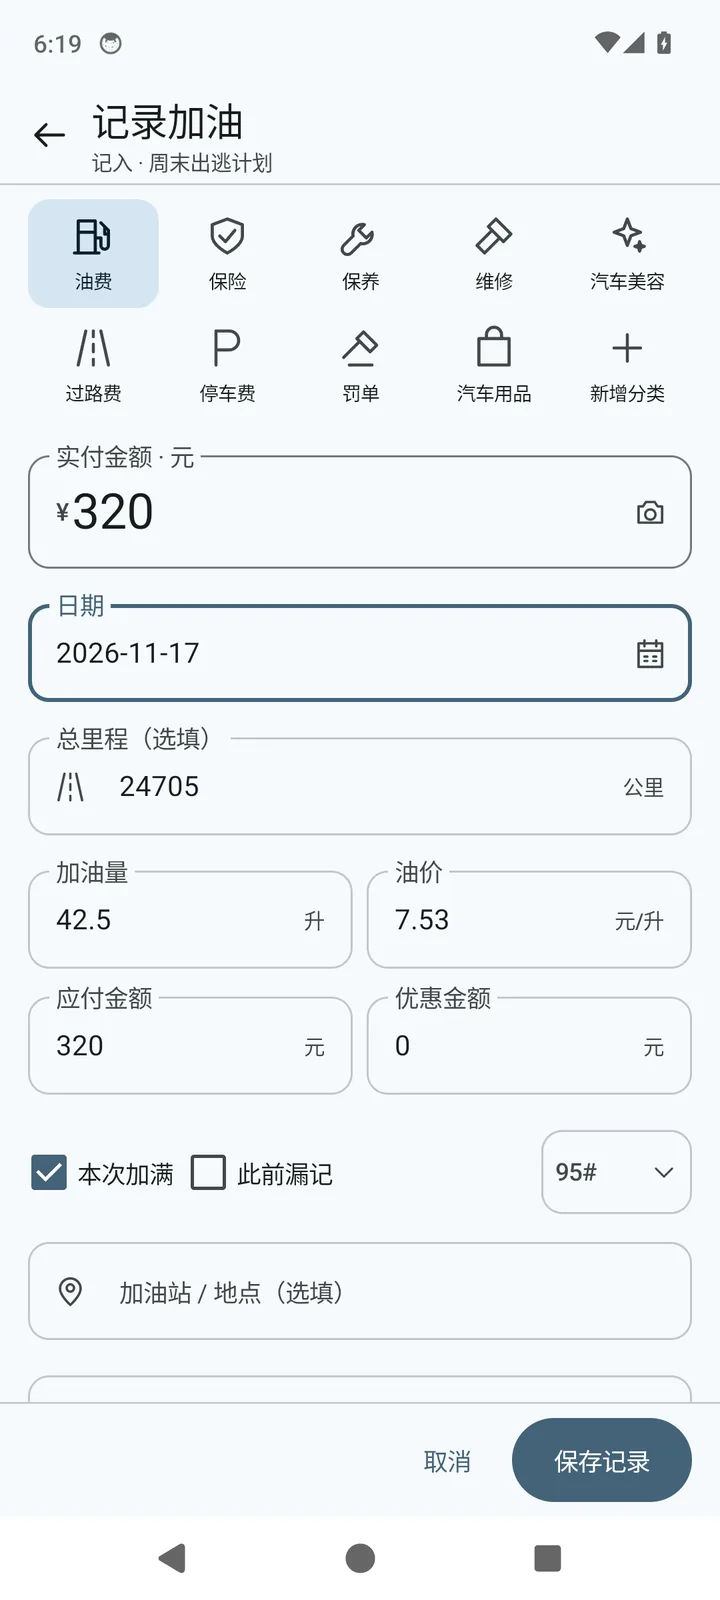 6:19
记录加油
记入 · 周末出逃计划
油费 保险 保养 维修 汽车美容
过路费 停车费 罚单 汽车用品 新增分类
实付金额 · 元
¥320
日期
2026-11-17
总里程（选填）
24705 公里
加油量 油价
42.5 升 7.53 元/升
应付金额 优惠金额
320 元 0 元
本次加满 此前漏记 95#
加油站 / 地点（选填）
取消 保存记录